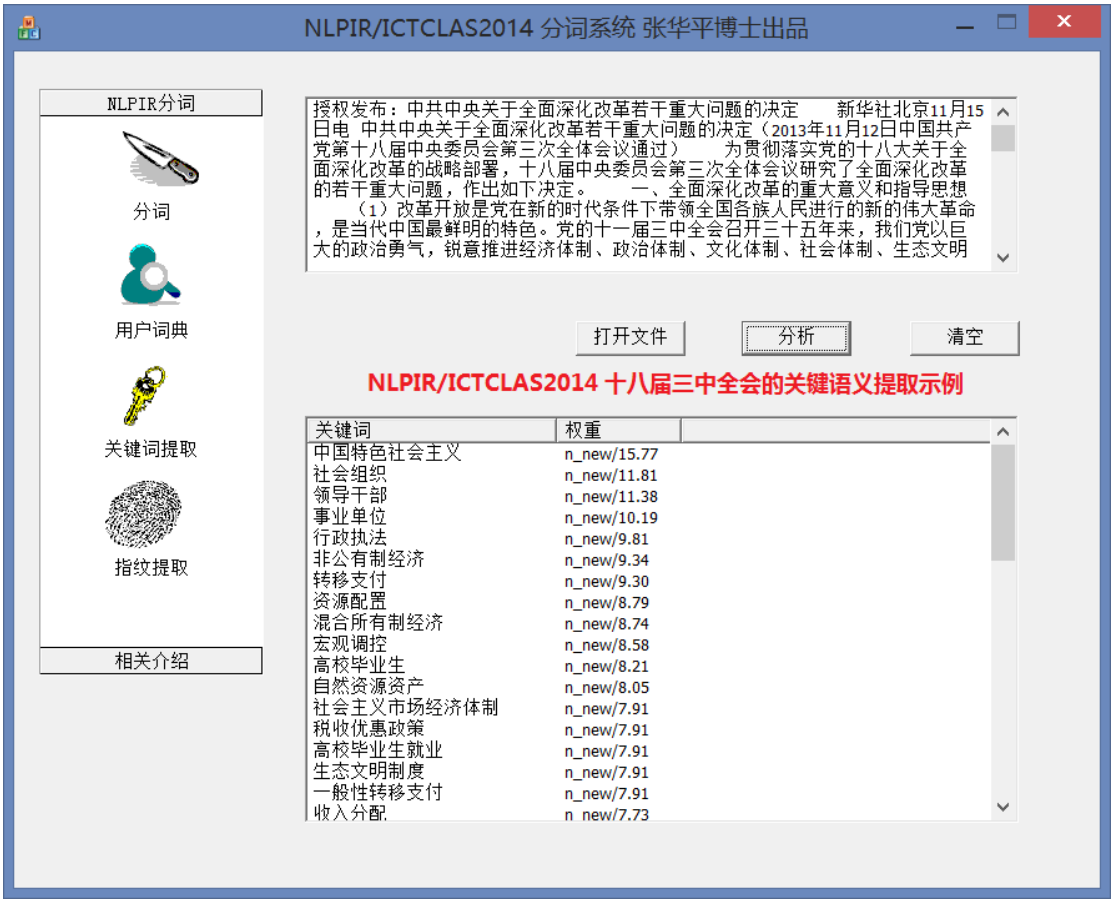 NLPIR/ICTCLAS2014 分词系统 张华平博士出品
NLPIR分词
分词
用户词典
关键词提取
指纹提取
相关介绍
授权发布：中共中央关于全面深化改革若干重大问题的决定 新华社北京11月15
日电 中共中央关于全面深化改革若干重大问题的决定（2013年11月12日中国共产
党第十八届中央委员会第三次全体会议通过） 为贯彻落实党的十八大关于全
面深化改革的战略部署，十八届中央委员会第三次全体会议研究了全面深化改革
的若干重大问题，作出如下决定。 一、全面深化改革的重大意义和指导思想
（1）改革开放是党在新的时代条件下带领全国各族人民进行的新的伟大革命
，是当代中国最鲜明的特色。党的十一届三中全会召开三十五年来，我们党以巨
大的政治勇气，锐意推进经济体制、政治体制、文化体制、社会体制、生态文明
打开文件 分析 清空
NLPIR/ICTCLAS2014 十八届三中全会的关键语义提取示例
关键词 权重
中国特色社会主义 n_new/15.77
社会组织 n_new/11.81
领导干部 n_new/11.38
事业单位 n_new/10.19
行政执法 n_new/9.81
非公有制经济 n_new/9.34
转移支付 n_new/9.30
资源配置 n_new/8.79
混合所有制经济 n_new/8.74
宏观调控 n_new/8.58
高校毕业生 n_new/8.21
自然资源资产 n_new/8.05
社会主义市场经济体制 n_new/7.91
税收优惠政策 n_new/7.91
高校毕业生就业 n_new/7.91
生态文明制度 n_new/7.91
一般性转移支付 n_new/7.91
收入分配 n_new/7.73